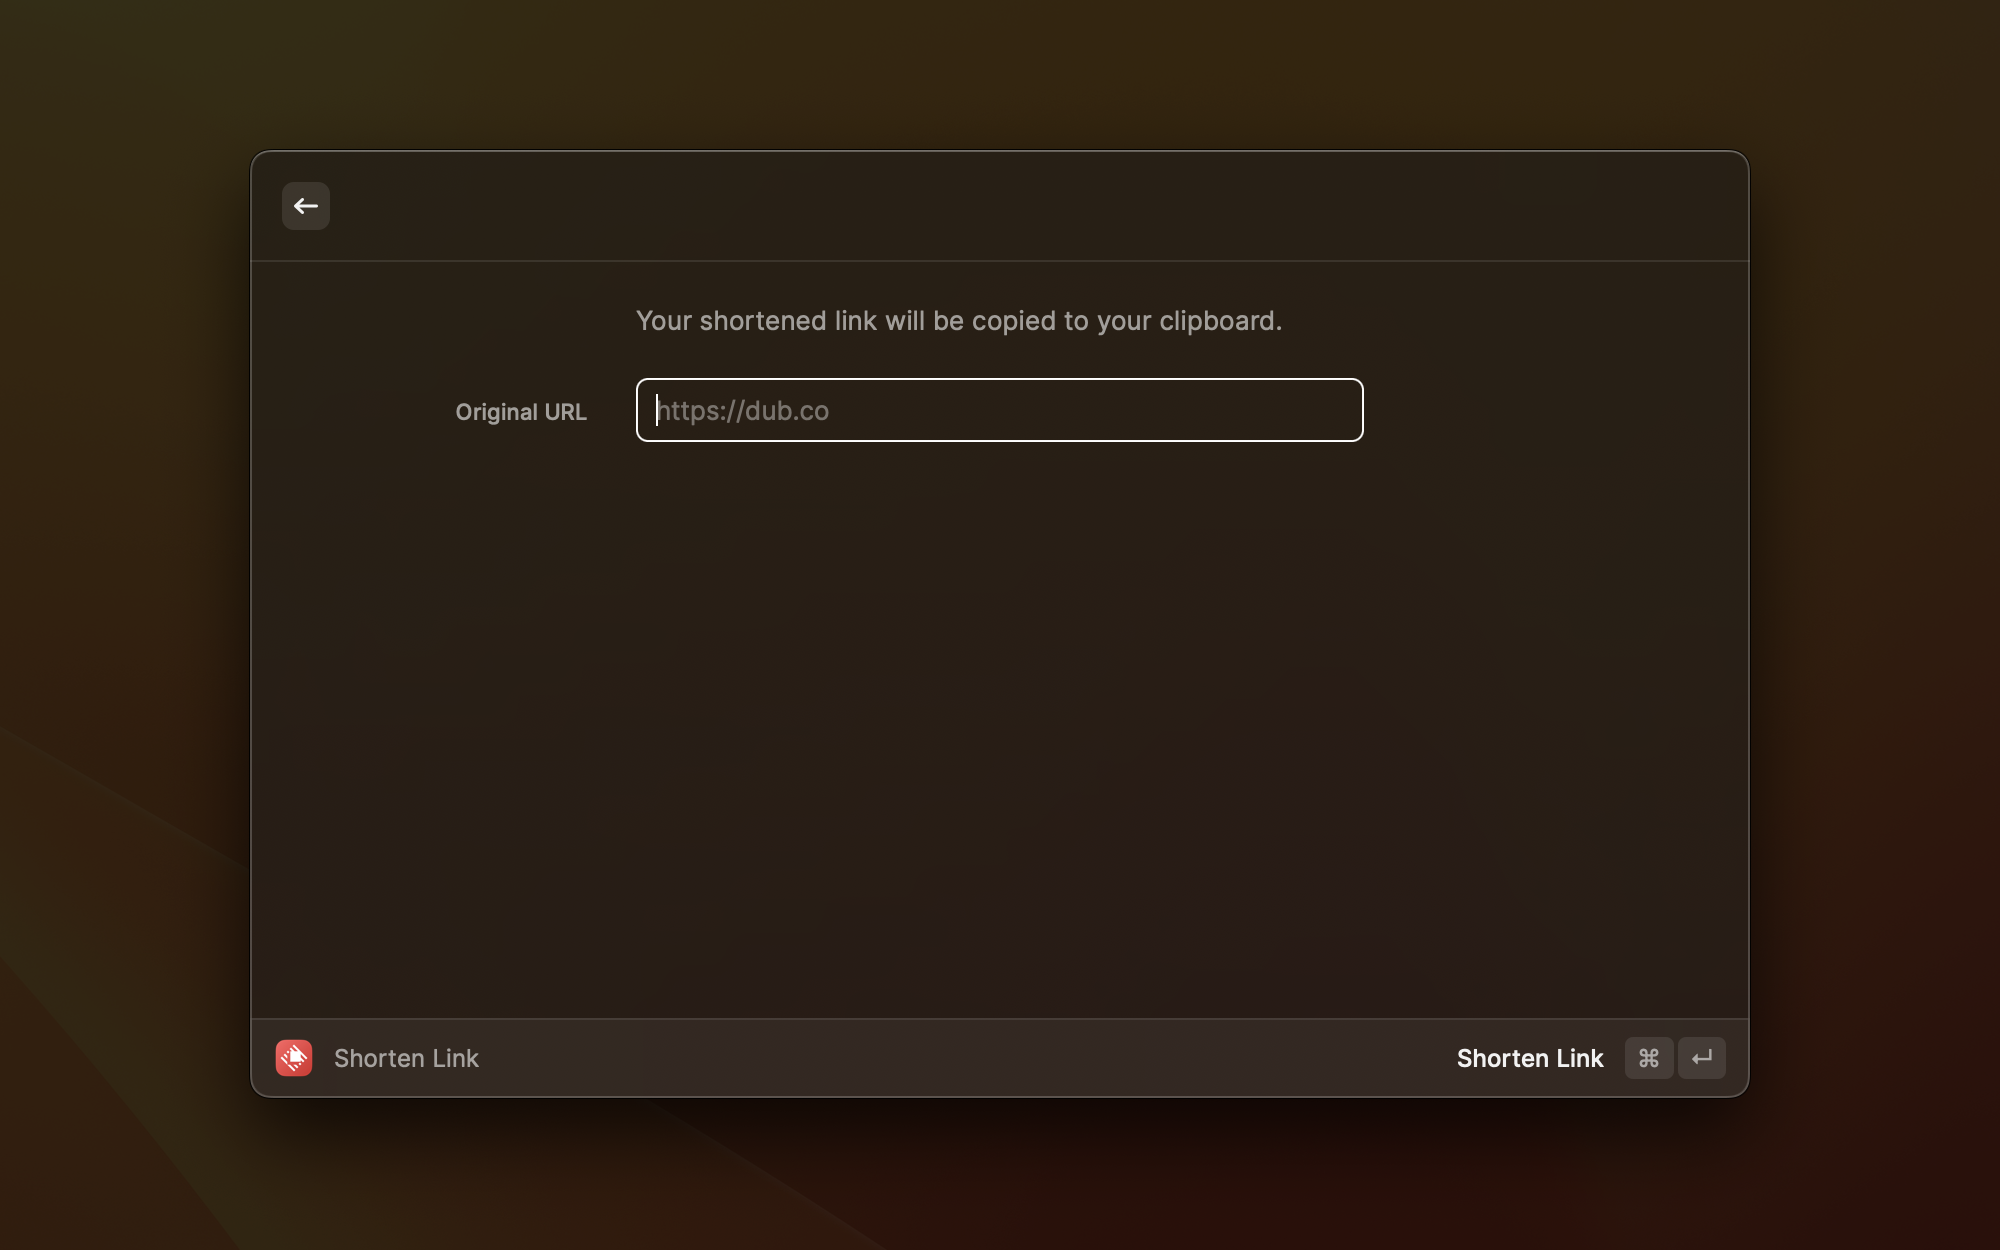 Your shortened link will be copied to your clipboard.
Original URL
https://dub.co
Shorten Link
Shorten Link ⌘ ↵